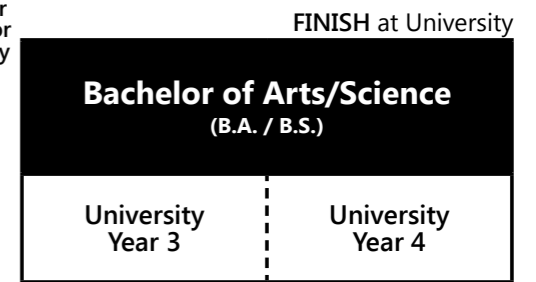 FINISH at University
Bachelor of Arts/Science
(B.A. / B.S.)
University
Year 3
University
Year 4